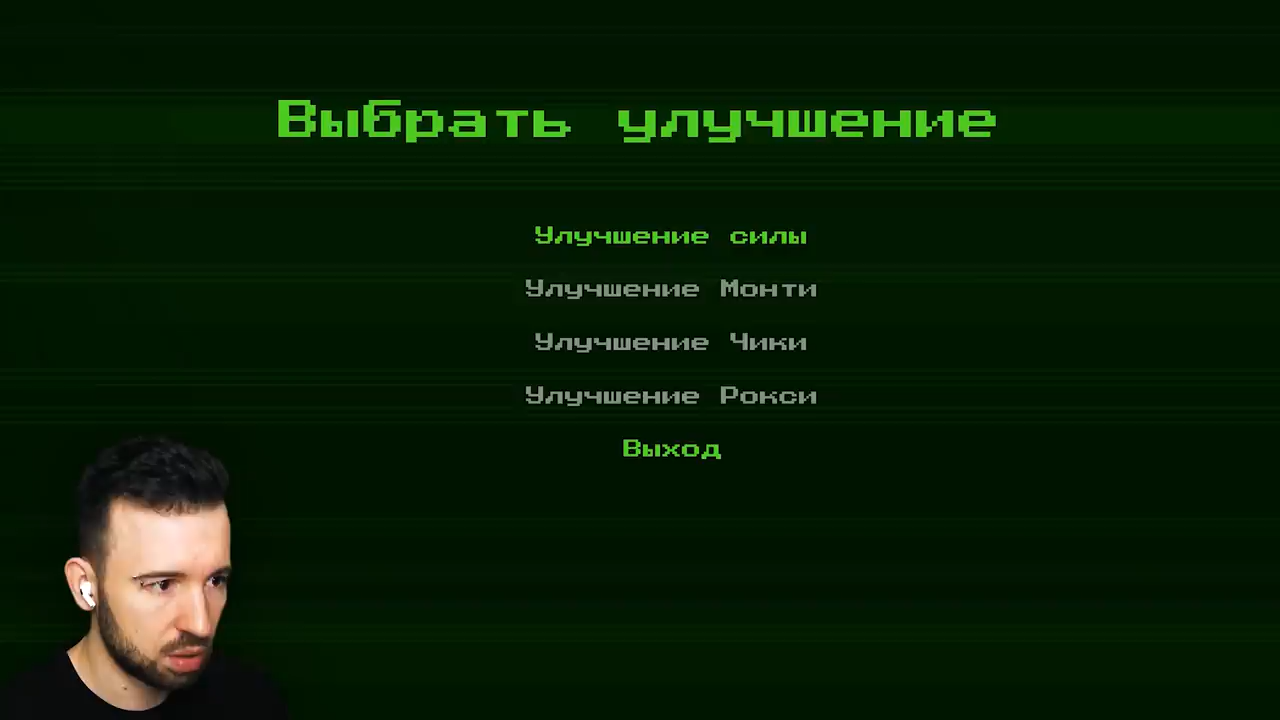 Выбрать улучшение
Улучшение силы
Улучшение Монти
Улучшение Чики
Улучшение Рокси
Выход